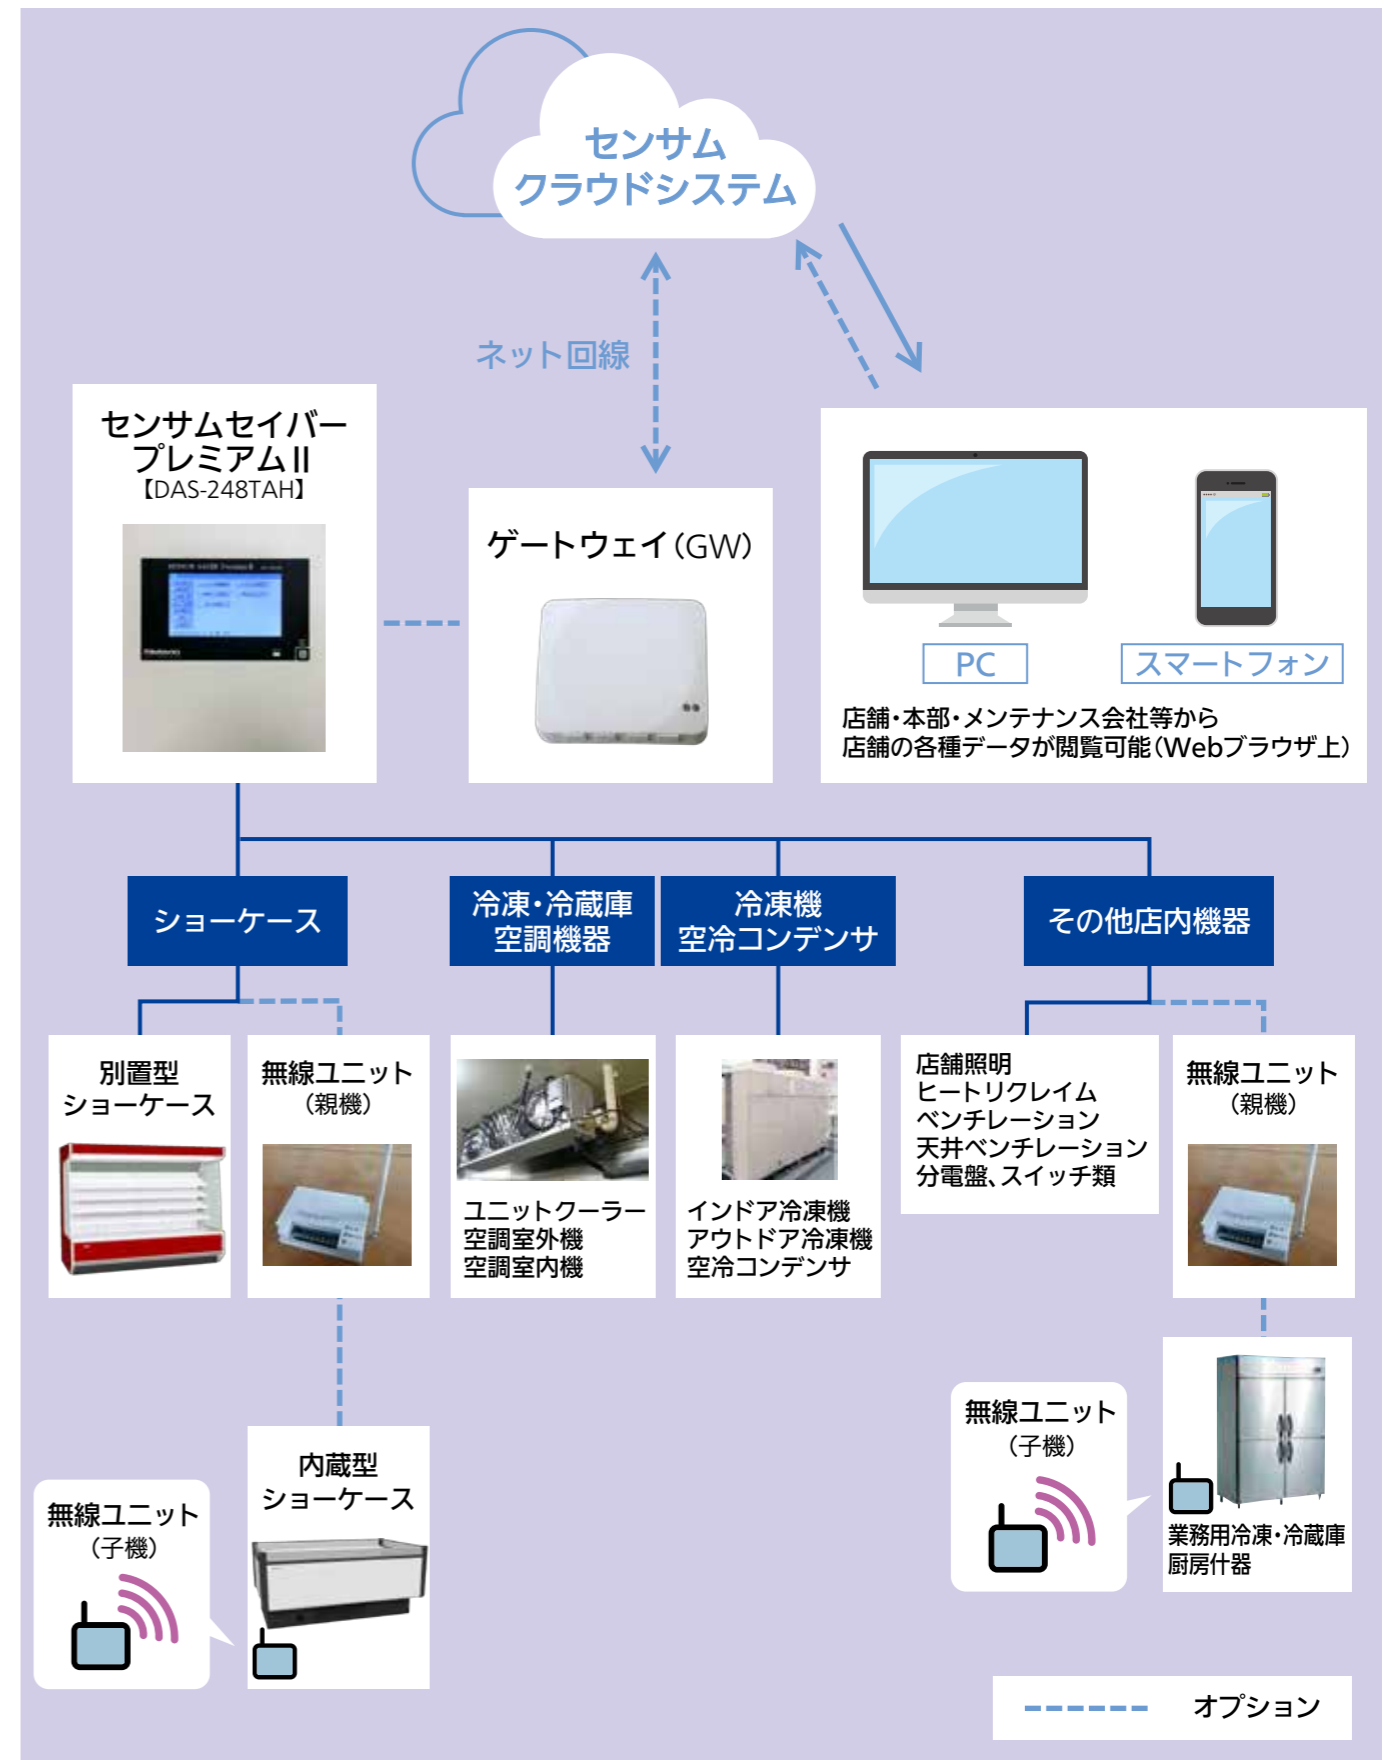 センサム
クラウドシステム
ネット回線
センサムセイバー
プレミアムⅡ
【DAS-248TAH】
ゲートウェイ（GW）
PC
スマートフォン
店舗・本部・メンテナンス会社等から
店舗の各種データが閲覧可能（Webブラウザ上）
ショーケース
冷凍・冷蔵庫
空調機器
冷凍機
空冷コンデンサ
その他店内機器
別置型
ショーケース
無線ユニット
（親機）
ユニットクーラー
空調室外機
空調室内機
インドア冷凍機
アウトドア冷凍機
空冷コンデンサ
店舗照明
ヒートリクレイム
ベンチレーション
天井ベンチレーション
分電盤、スイッチ類
無線ユニット
（親機）
無線ユニット
（子機）
内蔵型
ショーケース
無線ユニット
（子機）
業務用冷凍・冷蔵庫
厨房什器
オプション